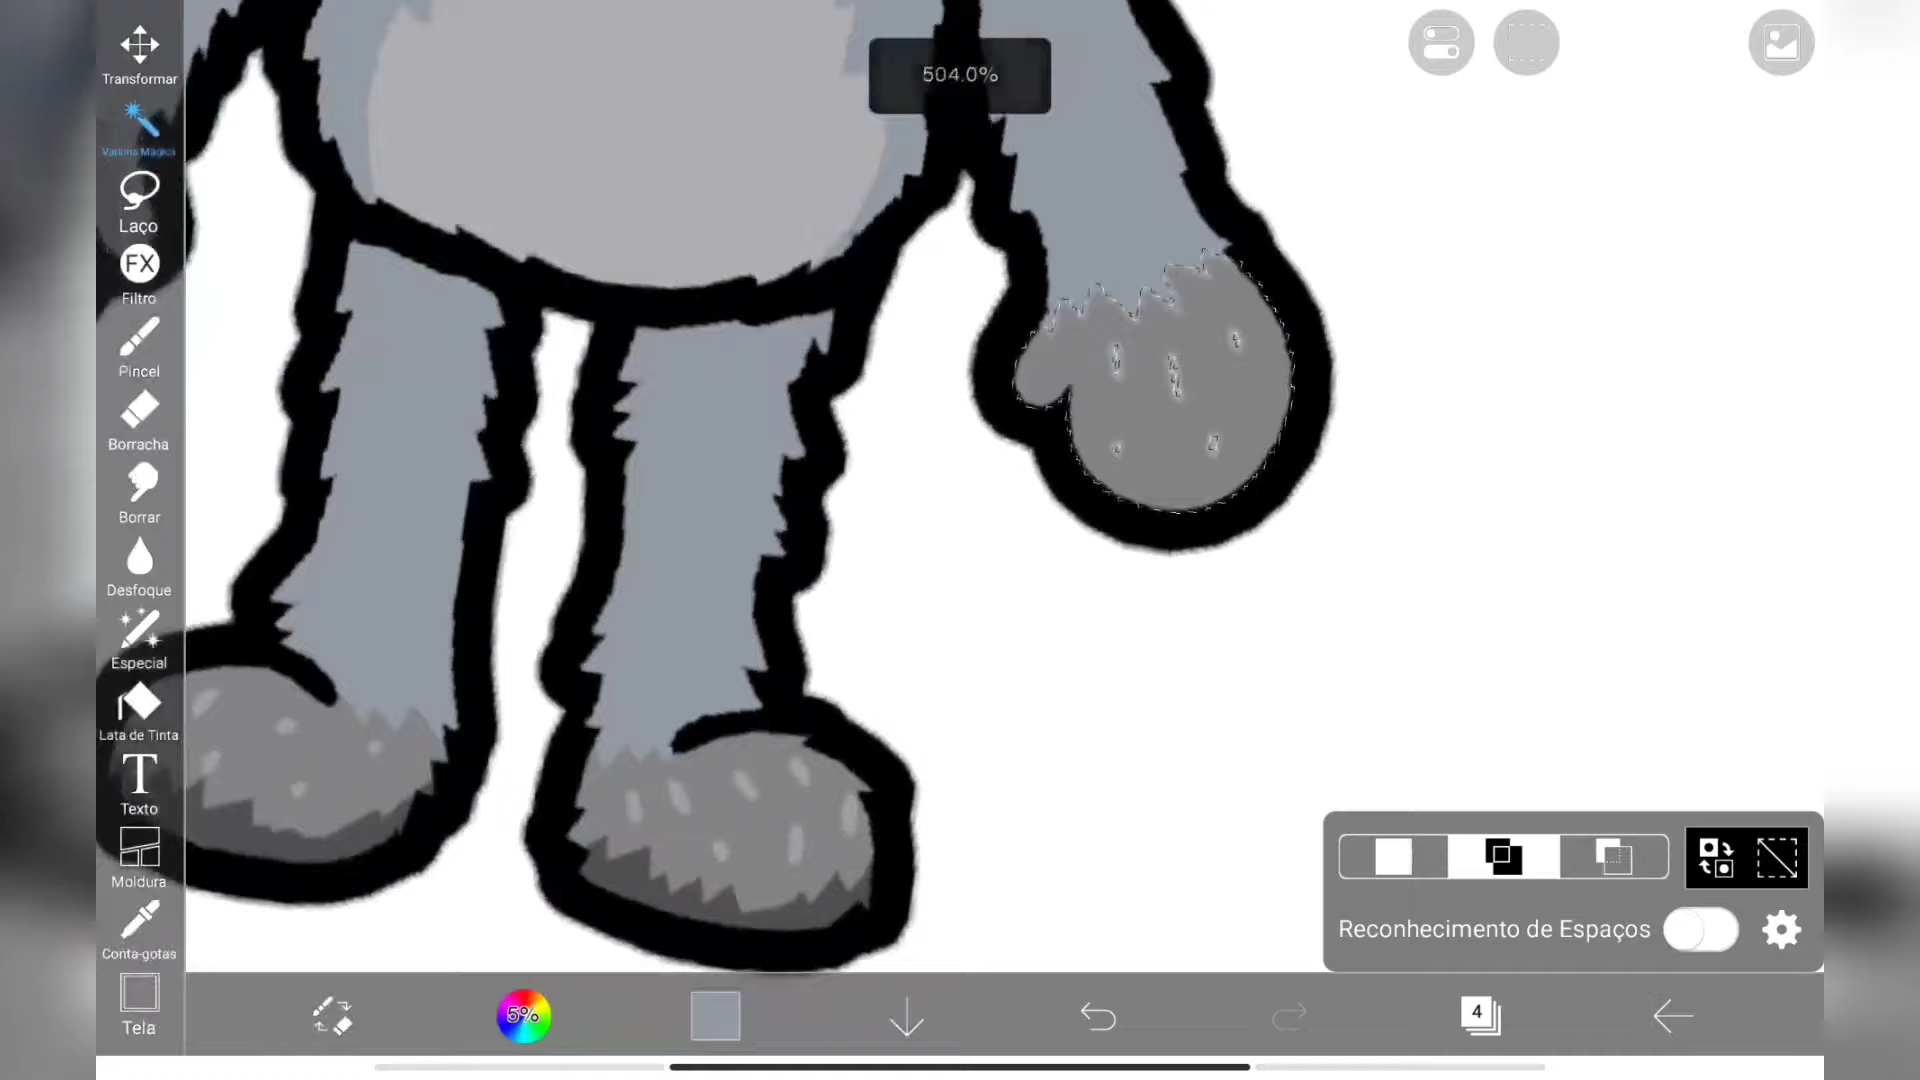 504.0%
Transformar
Varinha Mágica
Laço
FX
Filtro
Pincel
Borracha
Borrar
Desfoque
Especial
Lata de Tinta
T
Texto
Moldura
Conta-gotas
Tela
Reconhecimento de Espaços
5%
4